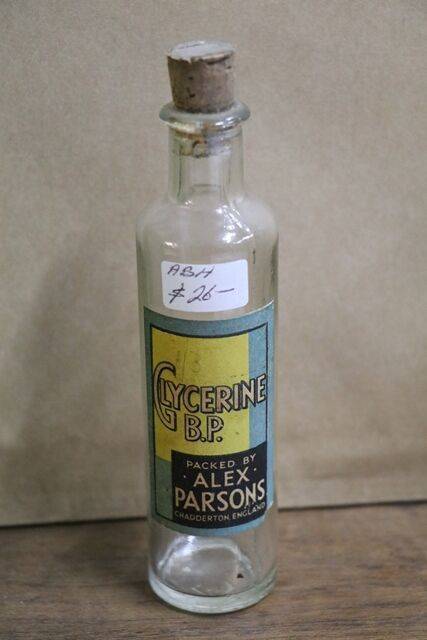 ABH
$26-
GLYCERINE
B.P.
PACKED BY
· ALEX ·
PARSONS
CHADDERTON, ENGLAND